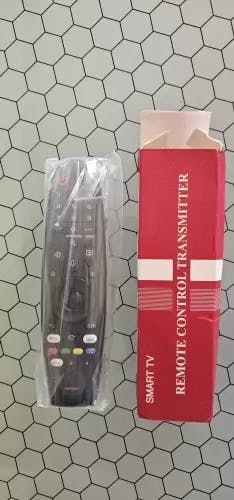 REMOTE CONTROL TRANSMITTER
SMART TV